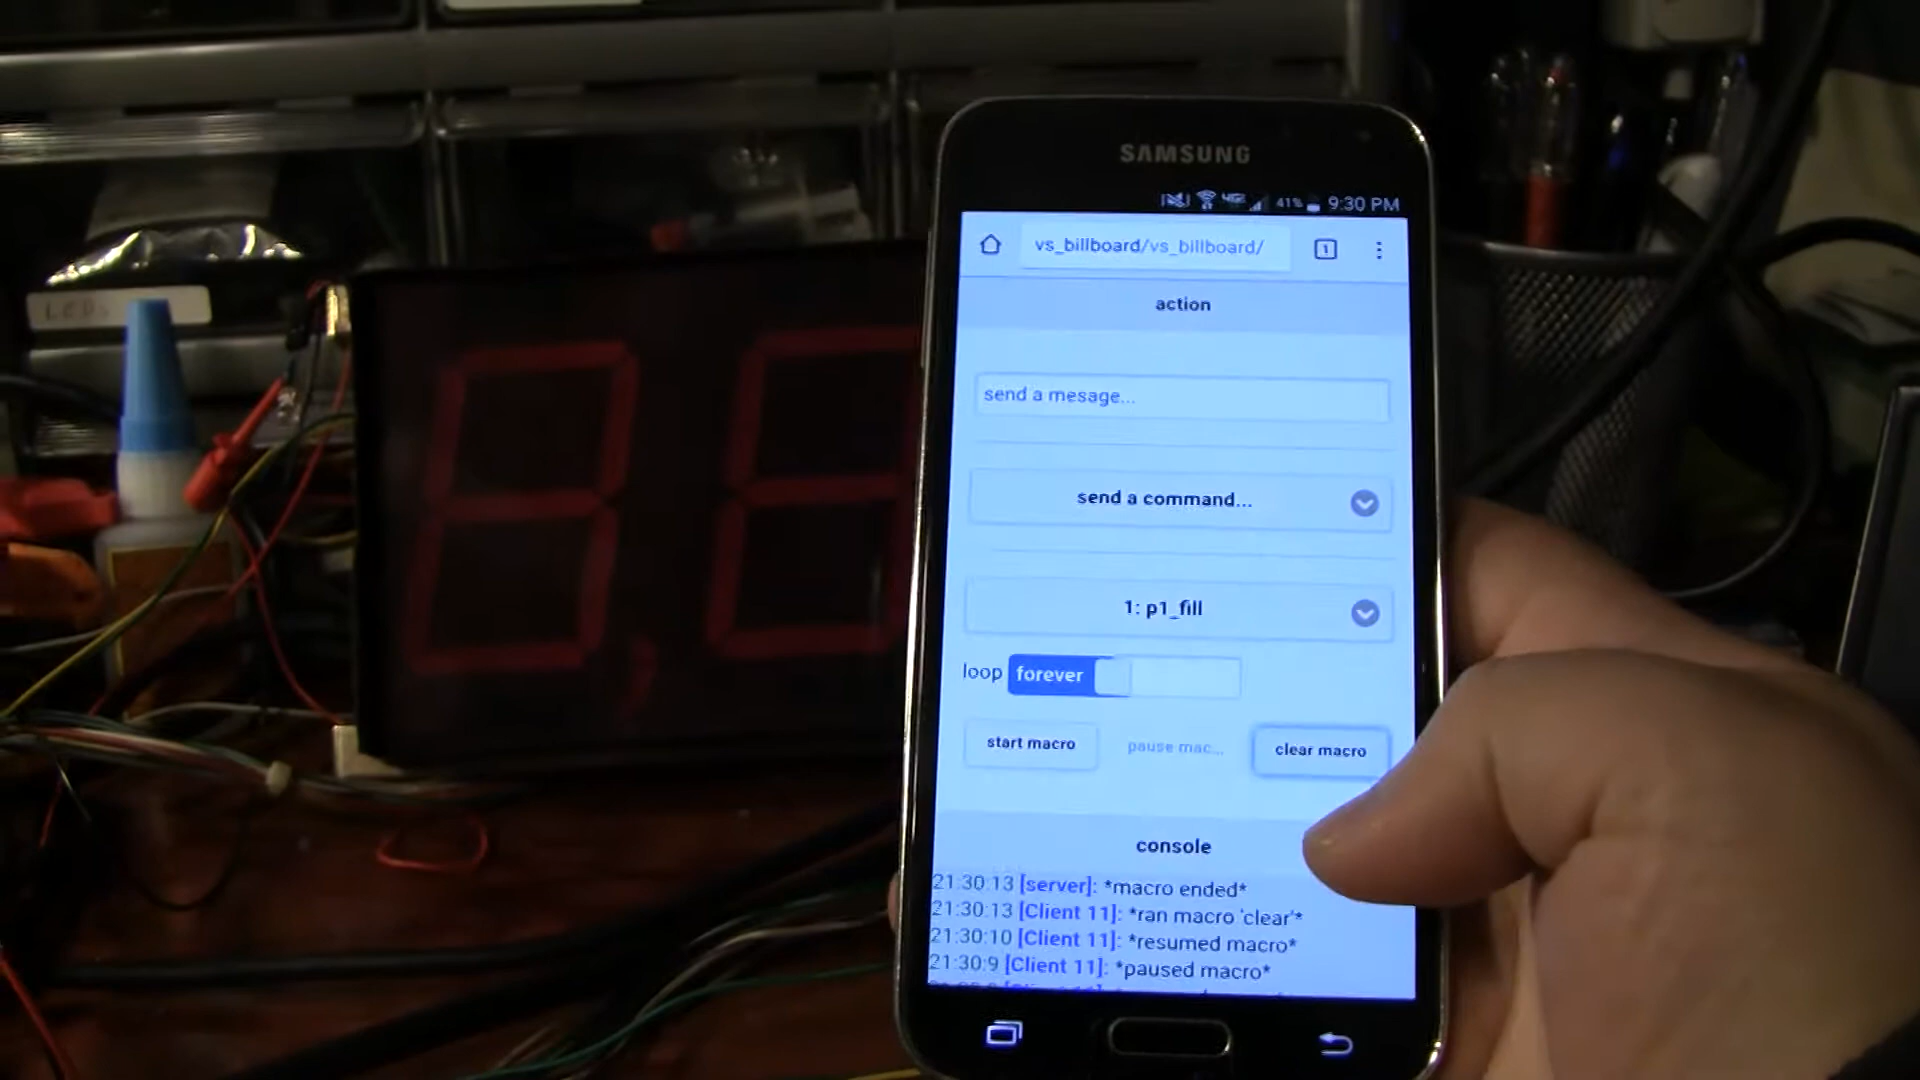 SAMSUNG
41% 9:30 PM
vs_billboard/vs_billboard/
1
action
send a mesage...
send a command...
1: p1_fill
loop forever
start macro pause mac... clear macro
console
21:30:13 [server]: *macro ended*
21:30:13 [Client 11]: *ran macro 'clear'*
21:30:10 [Client 11]: *resumed macro*
21:30:9 [Client 11]: *paused macro*
LEDs